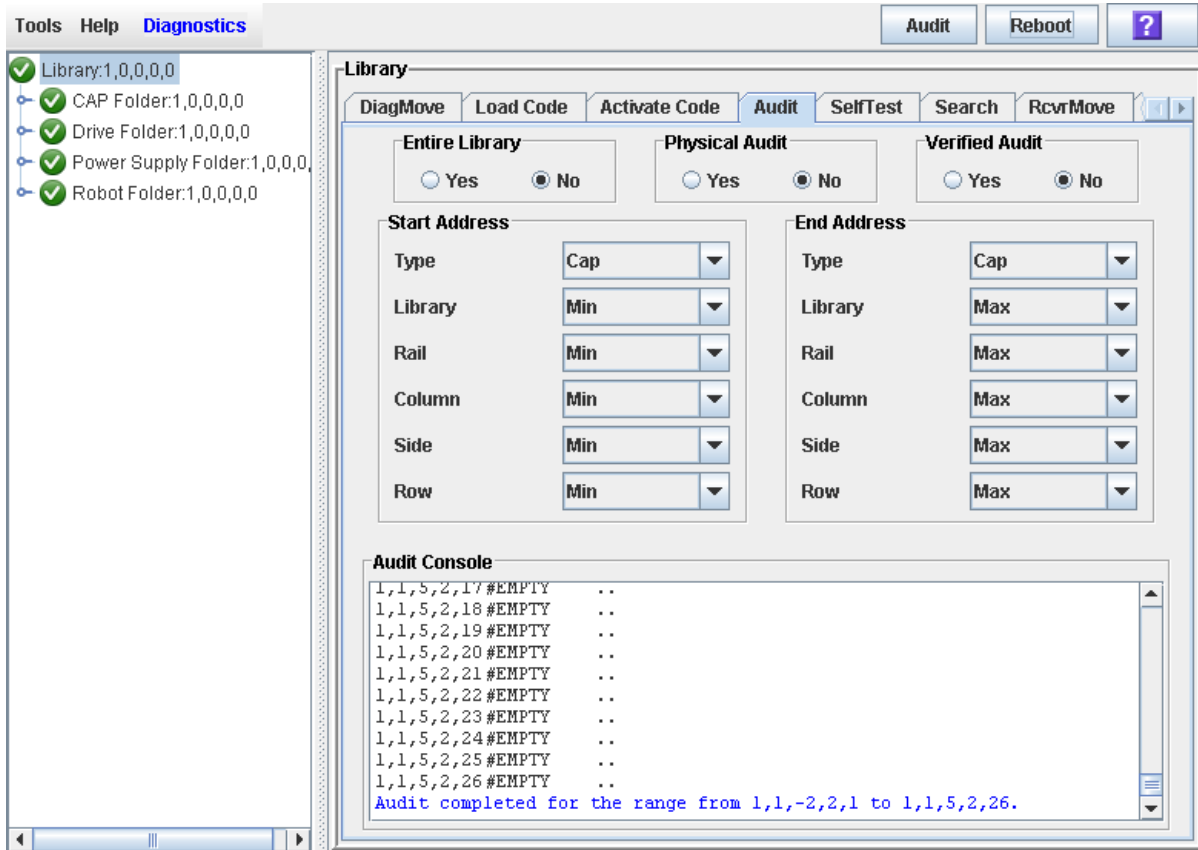 Tools Help Diagnostics Audit Reboot ?
Library:1,0,0,0,0
CAP Folder:1,0,0,0,0
Drive Folder:1,0,0,0,0
Power Supply Folder:1,0,0,0,
Robot Folder:1,0,0,0,0
Library
DiagMove Load Code Activate Code Audit SelfTest Search RcvrMove
Entire Library Physical Audit Verified Audit
Yes No Yes No Yes No
Start Address End Address
Type Cap Type Cap
Library Min Library Max
Rail Min Rail Max
Column Min Column Max
Side Min Side Max
Row Min Row Max
Audit Console
1,1,5,2,17#EMPTY ..
1,1,5,2,18#EMPTY ..
1,1,5,2,19#EMPTY ..
1,1,5,2,20#EMPTY ..
1,1,5,2,21#EMPTY ..
1,1,5,2,22#EMPTY ..
1,1,5,2,23#EMPTY ..
1,1,5,2,24#EMPTY ..
1,1,5,2,25#EMPTY ..
1,1,5,2,26#EMPTY ..
Audit completed for the range from 1,1,-2,2,1 to 1,1,5,2,26.